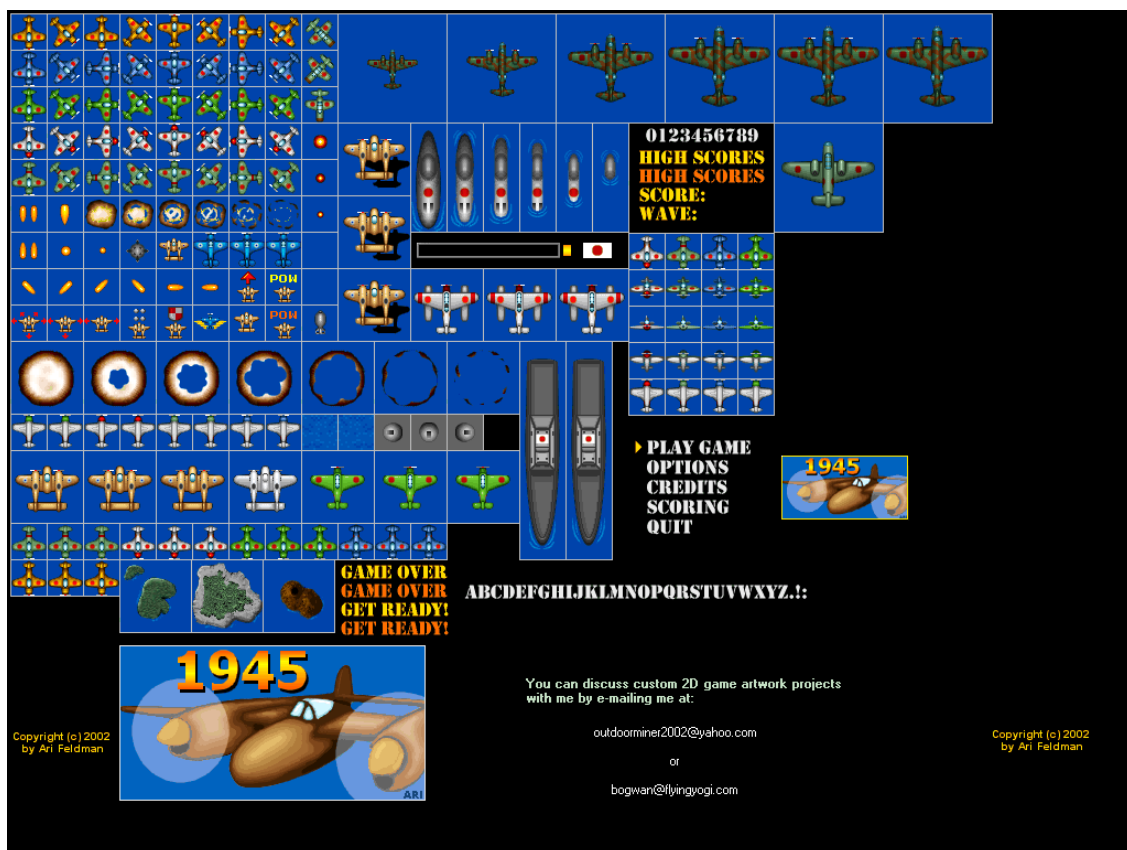 0123456789
HIGH SCORES
HIGH SCORES
SCORE:
WAVE:
POW
POW
PLAY GAME
OPTIONS
CREDITS
SCORING
QUIT
1945
ARI
GAME OVER
GAME OVER
GET READY!
GET READY!
ABCDEFGHIJKLMNOPQRSTUVWXYZ.!:
1945
ARI
You can discuss custom 2D game artwork projects
with me by e-mailing me at:
outdoorminer2002@yahoo.com
or
bogwan@flyingyogi.com
Copyright (c) 2002
by Ari Feldman
Copyright (c) 2002
by Ari Feldman